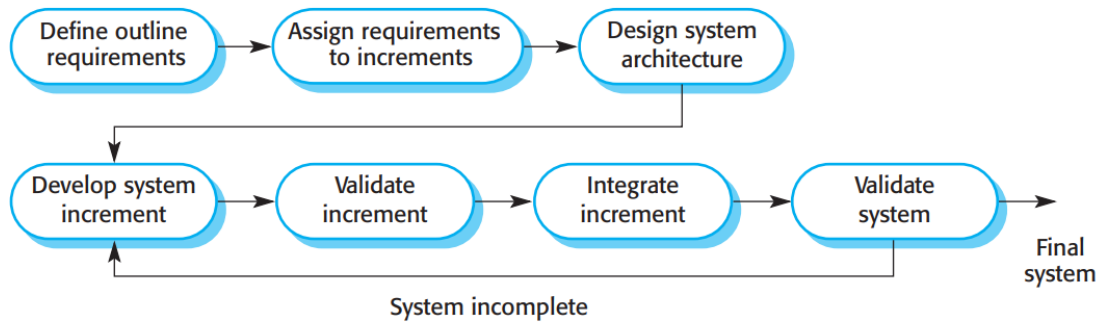 Define outline
requirements
Assign requirements
to increments
Design system
architecture
Develop system
increment
Validate
increment
Integrate
increment
Validate
system
Final
system
System incomplete